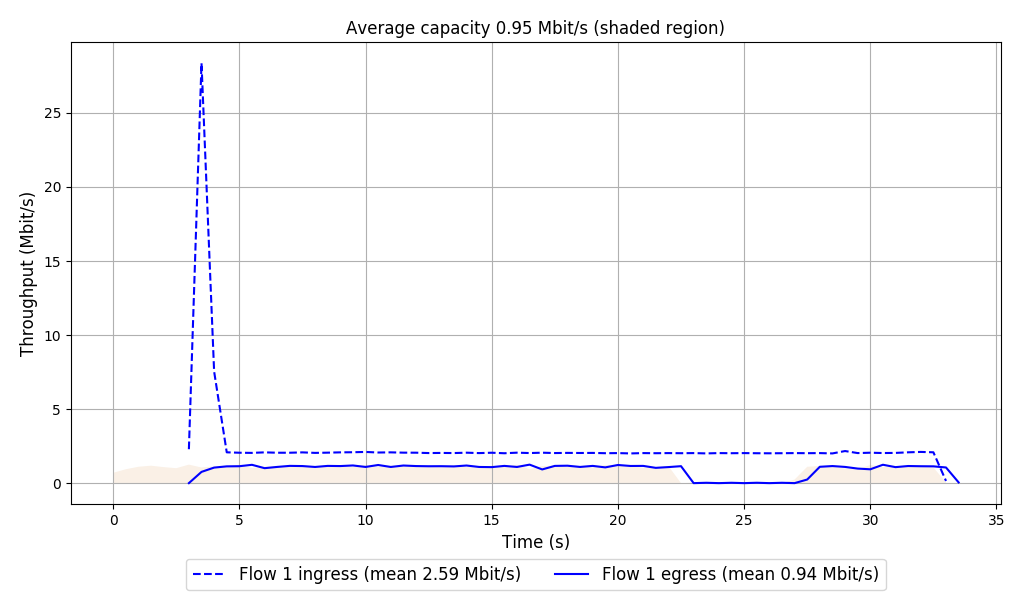 Average capacity 0.95 Mbit/s (shaded region)
Throughput (Mbit/s)
25
20
15
10
5
0
0 5 10 15 20 25 30 35
Time (s)
Flow 1 ingress (mean 2.59 Mbit/s) Flow 1 egress (mean 0.94 Mbit/s)